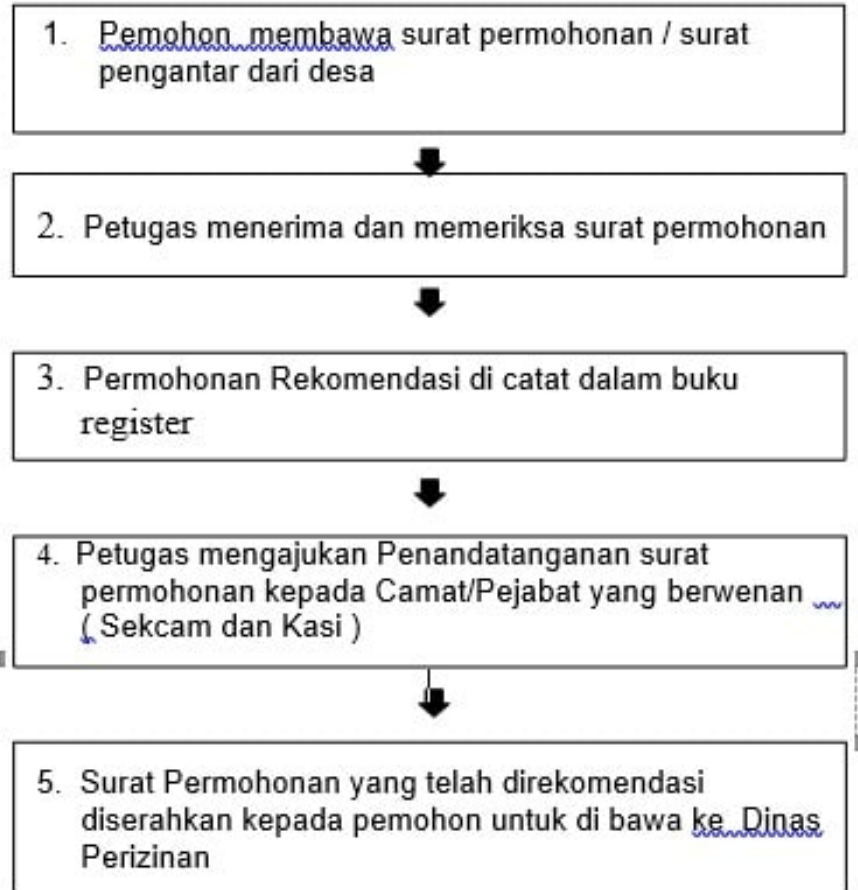 1. Pemohon membawa surat permohonan / surat
pengantar dari desa
2. Petugas menerima dan memeriksa surat permohonan
3. Permohonan Rekomendasi di catat dalam buku
register
4. Petugas mengajukan Penandatanganan surat
permohonan kepada Camat/Pejabat yang berwenan
( Sekcam dan Kasi )
5. Surat Permohonan yang telah direkomendasi
diserahkan kepada pemohon untuk di bawa ke Dinas
Perizinan